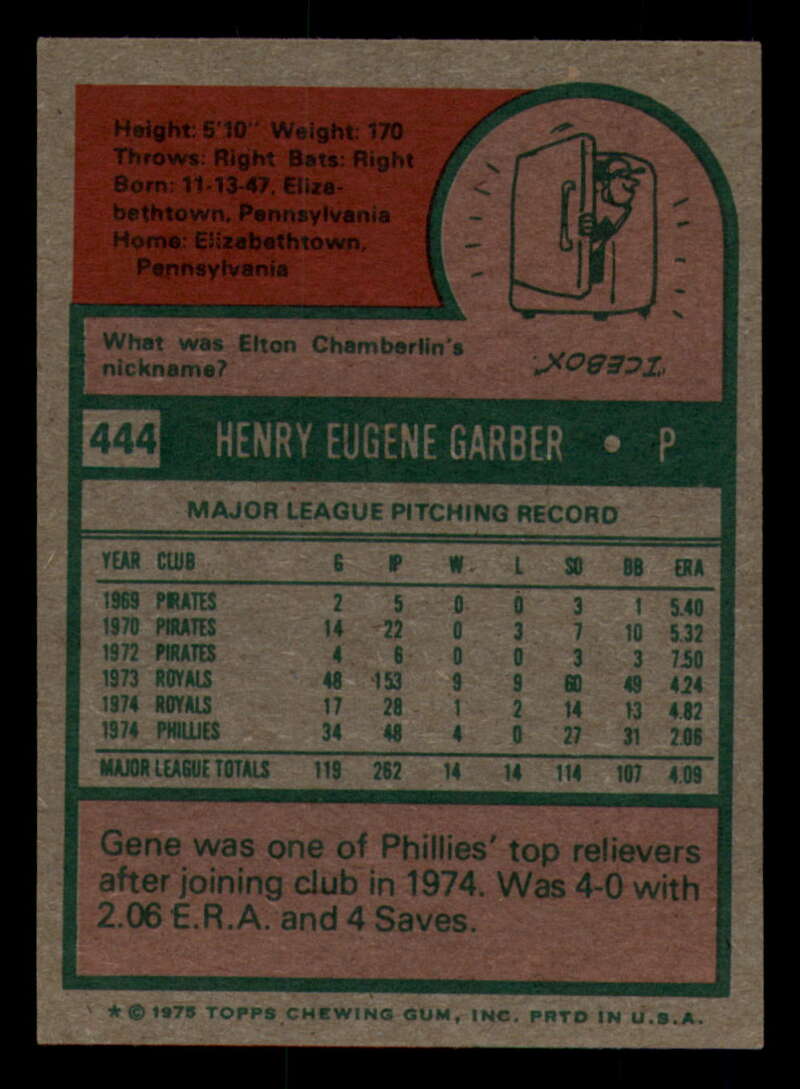 Height: 5'10" Weight: 170
Throws: Right Bats: Right
Born: 11-13-47, Eliza-
bethtown, Pennsylvania
Home: Elizabethtown,
Pennsylvania
What was Elton Chamberlin's
nickname?
"ICEBOX."
444 HENRY EUGENE GARBER • P
MAJOR LEAGUE PITCHING RECORD
YEAR CLUB G IP W. L SO BB ERA
1969 PIRATES 2 5 0 0 3 1 5.40
1970 PIRATES 14 22 0 3 7 10 5.32
1972 PIRATES 4 6 0 0 3 3 7.50
1973 ROYALS 48 153 9 9 60 49 4.24
1974 ROYALS 17 28 1 2 14 13 4.82
1974 PHILLIES 34 48 4 0 27 31 2.06
MAJOR LEAGUE TOTALS 119 262 14 14 114 107 4.09
Gene was one of Phillies' top relievers
after joining club in 1974. Was 4-0 with
2.06 E.R.A. and 4 Saves.
* © 1975 TOPPS CHEWING GUM, INC. PRTD IN U.S.A.